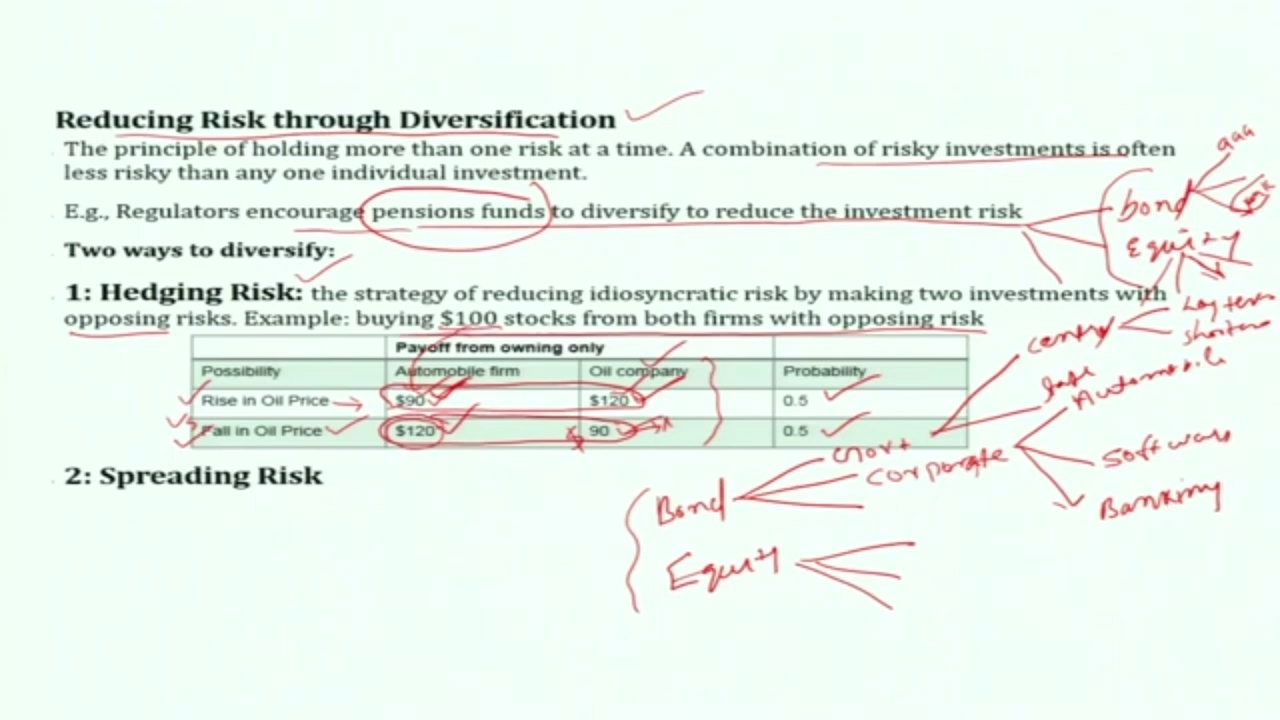 Reducing Risk through Diversification
The principle of holding more than one risk at a time. A combination of risky investments is often
less risky than any one individual investment.
E.g., Regulators encourage pensions funds to diversify to reduce the investment risk
Two ways to diversify:
1: Hedging Risk: the strategy of reducing idiosyncratic risk by making two investments with
opposing risks. Example: buying $100 stocks from both firms with opposing risk
Payoff from owning only
Possibility Automobile firm Oil company Probability
Rise in Oil Price $90 $120 0.5
Fall in Oil Price $120 $ 90 0.5
2: Spreading Risk
aaa
bond
Equity
Long term
Automobile
Govt
Corporate
Software
Banking
Bond
Equity